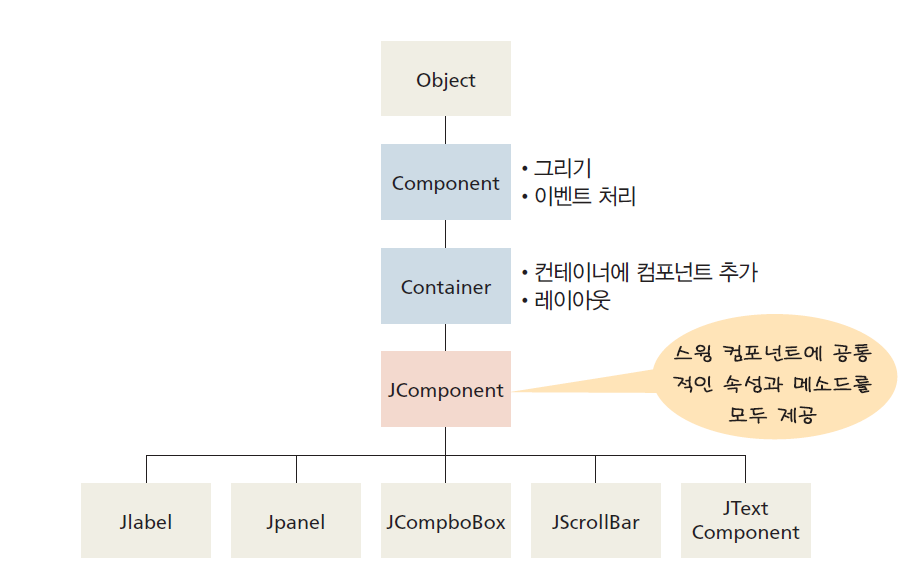 Object
Component
• 그리기
• 이벤트 처리
Container
• 컨테이너에 컴포넌트 추가
• 레이아웃
JComponent
스윙 컴포넌트에 공통
적인 속성과 메소드를
모두 제공
Jlabel
Jpanel
JCompboBox
JScrollBar
JText
Component